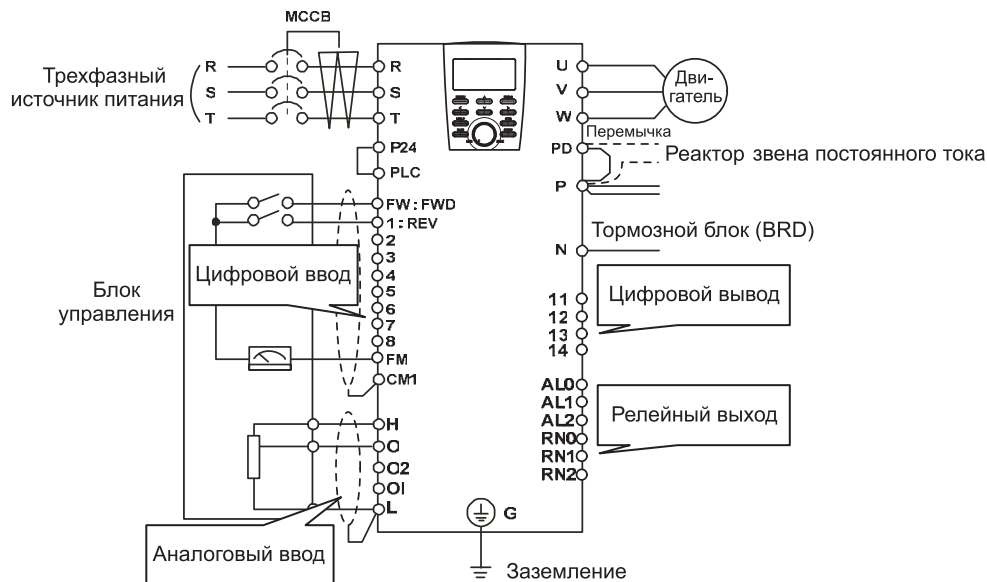 MCCB
Трехфазный
источник питания
R
S
T
R
S
T
P24
PLC
FW:FWD
1:REV
2
3
4
5
6
7
8
FM
CM1
H
O
O2
OI
L
Цифровой ввод
Блок
управления
Аналоговый ввод
U
V
W
Дви-
гатель
Перемычка
PD
Реактор звена постоянного тока
P
Тормозной блок (BRD)
N
11
12
13
14
Цифровой вывод
AL0
AL1
AL2
RN0
RN1
RN2
Релейный выход
G
Заземление